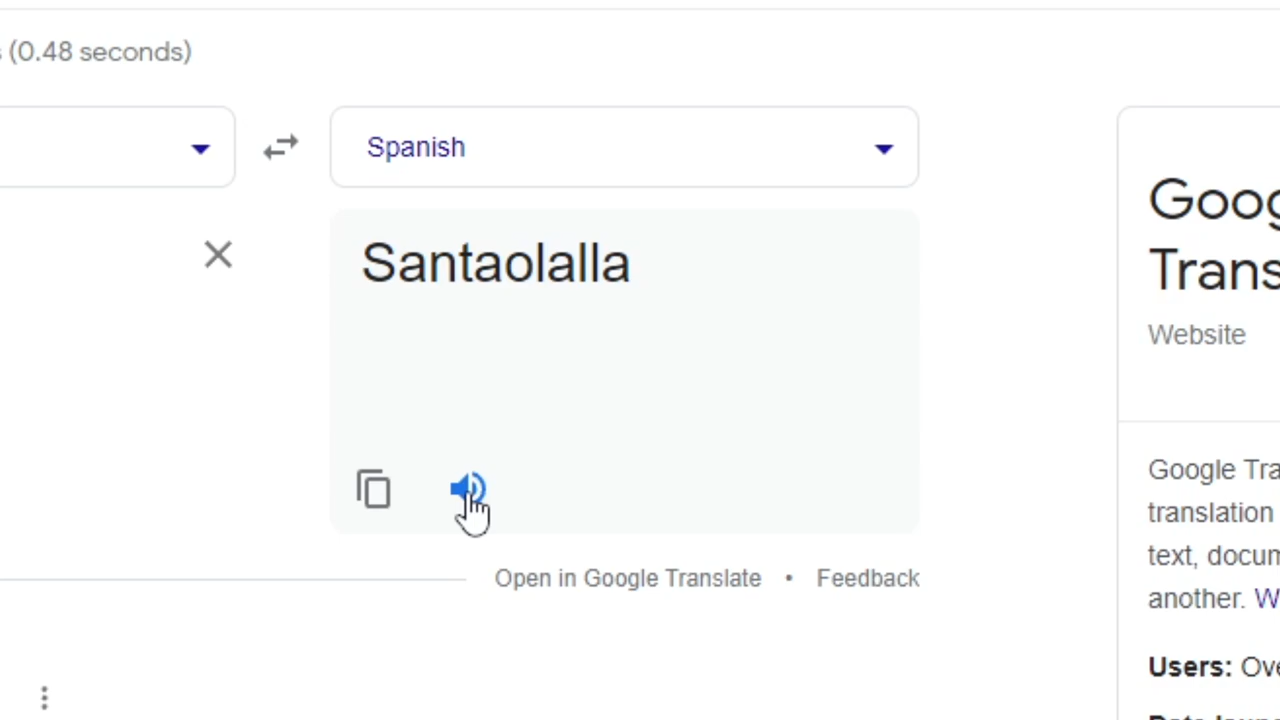 (0.48 seconds)
Spanish
Santaolalla
Open in Google Translate • Feedback
Goog
Trans
Website
Google Tra
translation
text, docum
another. W
Users: Ove